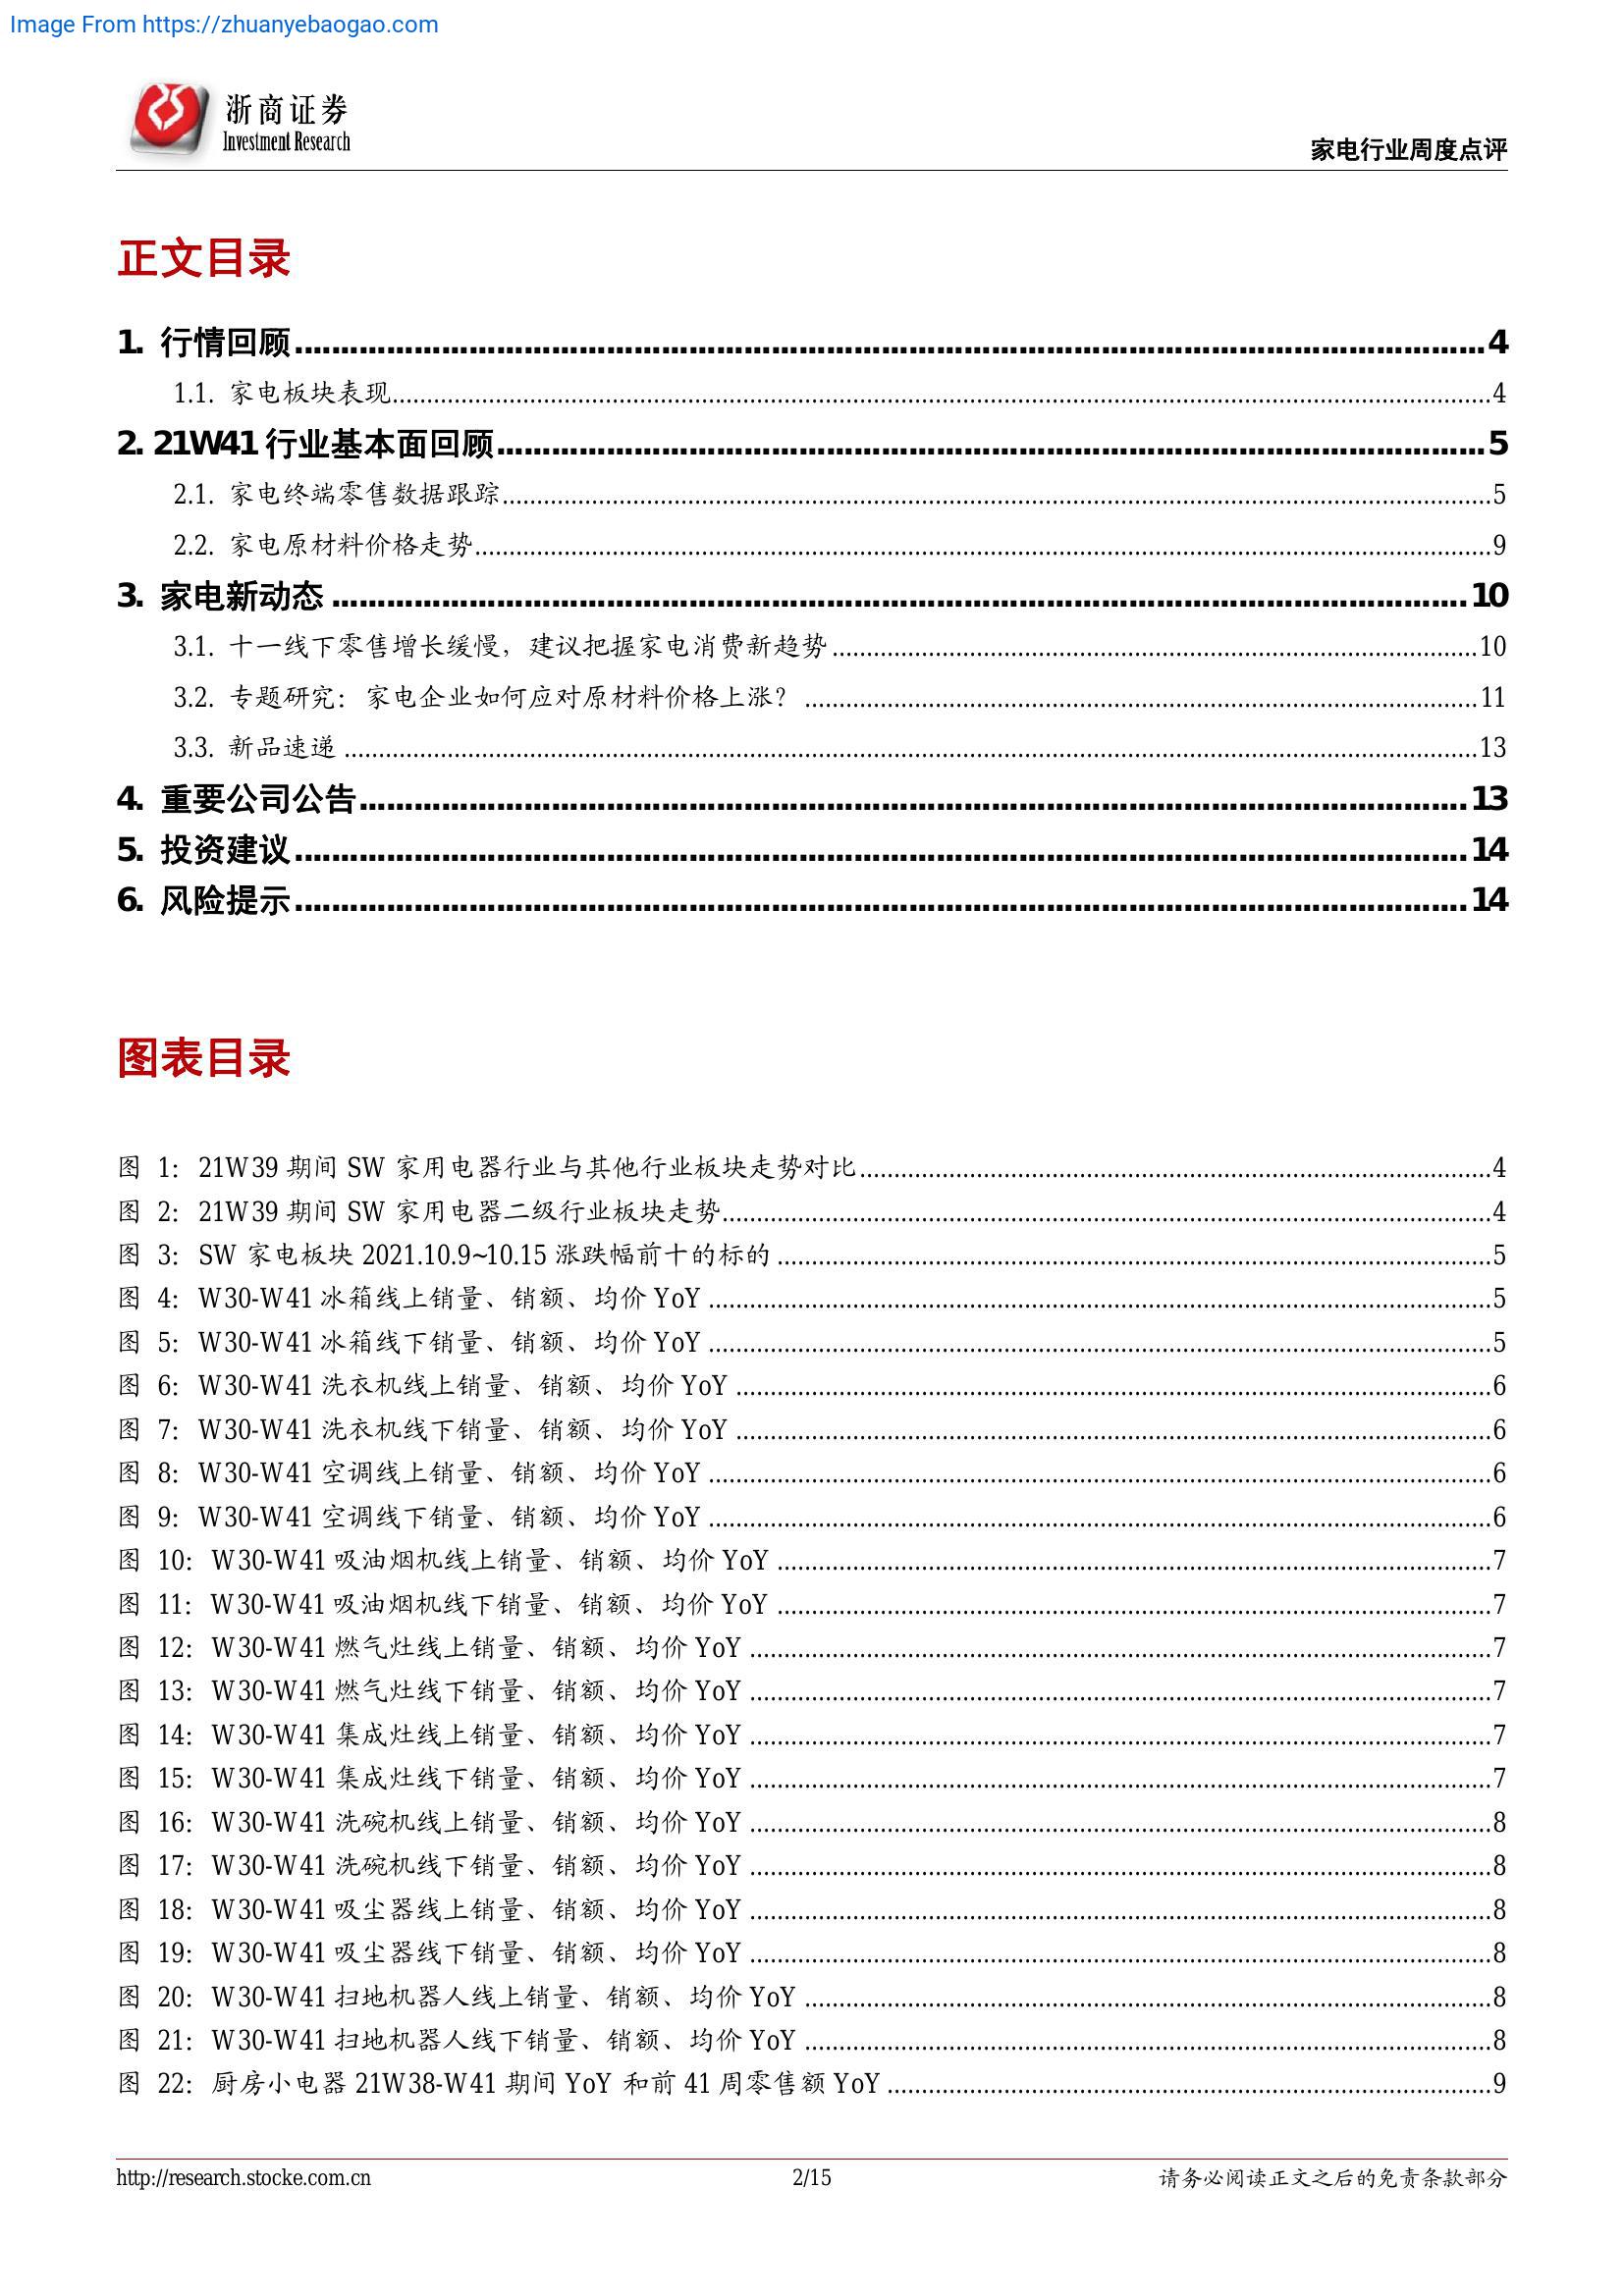 Image From https://zhuanyebaogao.com
浙商证券
Investment Research
家电行业周度点评
正文目录
1. 行情回顾 4
1.1. 家电板块表现 4
2. 21W41 行业基本面回顾 5
2.1. 家电终端零售数据跟踪 5
2.2. 家电原材料价格走势 9
3. 家电新动态 10
3.1. 十一线下零售增长缓慢，建议把握家电消费新趋势 10
3.2. 专题研究：家电企业如何应对原材料价格上涨？ 11
3.3. 新品速递 13
4. 重要公司公告 13
5. 投资建议 14
6. 风险提示 14
图表目录
图 1：21W39 期间 SW 家用电器行业与其他行业板块走势对比 4
图 2：21W39 期间 SW 家用电器二级行业板块走势 4
图 3：SW 家电板块 2021.10.9~10.15 涨跌幅前十的标的 5
图 4：W30-W41 冰箱线上销量、销额、均价 YoY 5
图 5：W30-W41 冰箱线下销量、销额、均价 YoY 5
图 6：W30-W41 洗衣机线上销量、销额、均价 YoY 6
图 7：W30-W41 洗衣机线下销量、销额、均价 YoY 6
图 8：W30-W41 空调线上销量、销额、均价 YoY 6
图 9：W30-W41 空调线下销量、销额、均价 YoY 6
图 10：W30-W41 吸油烟机线上销量、销额、均价 YoY 7
图 11：W30-W41 吸油烟机线下销量、销额、均价 YoY 7
图 12：W30-W41 燃气灶线上销量、销额、均价 YoY 7
图 13：W30-W41 燃气灶线下销量、销额、均价 YoY 7
图 14：W30-W41 集成灶线上销量、销额、均价 YoY 7
图 15：W30-W41 集成灶线下销量、销额、均价 YoY 7
图 16：W30-W41 洗碗机线上销量、销额、均价 YoY 8
图 17：W30-W41 洗碗机线下销量、销额、均价 YoY 8
图 18：W30-W41 吸尘器线上销量、销额、均价 YoY 8
图 19：W30-W41 吸尘器线下销量、销额、均价 YoY 8
图 20：W30-W41 扫地机器人线上销量、销额、均价 YoY 8
图 21：W30-W41 扫地机器人线下销量、销额、均价 YoY 8
图 22：厨房小电器 21W38-W41 期间 YoY 和前 41 周零售额 YoY 9
http://research.stocke.com.cn
2/15
请务必阅读正文之后的免责条款部分